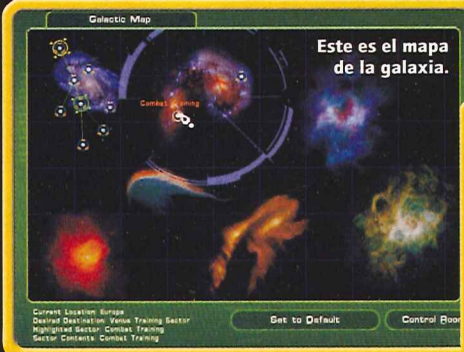 Galactic Map
Este es el mapa
de la galaxia.
Combat Training
Current Location: Europa
Desired Destination: Venus Training Sector
Highlighted Sector: Combat Training
Sector Contents: Combat Training
Set to Default
Control Room